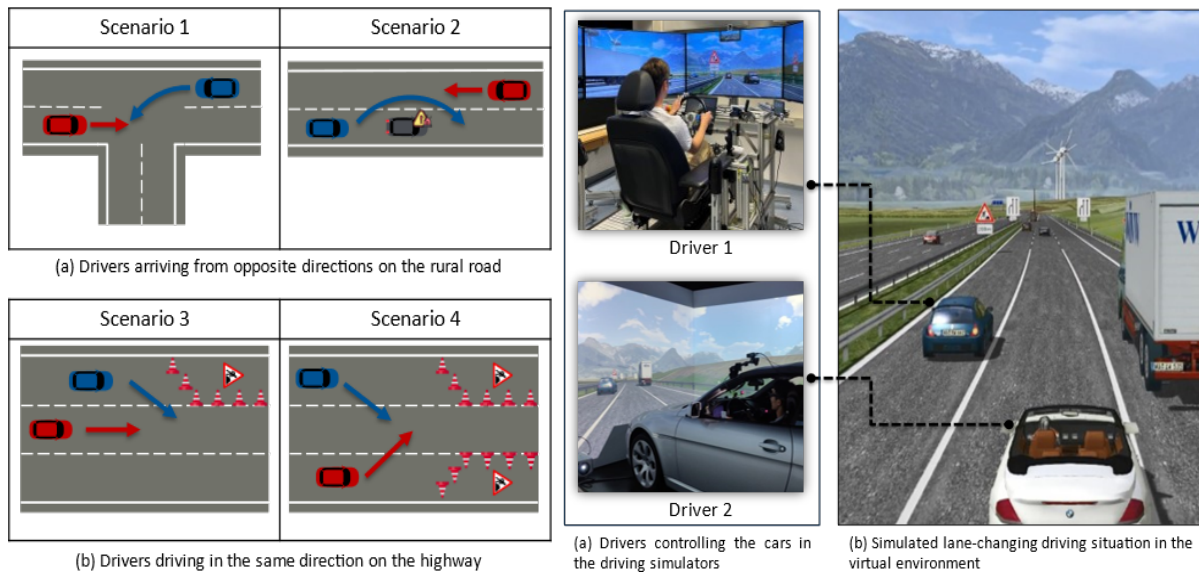 Scenario 1
Scenario 2
(a) Drivers arriving from opposite directions on the rural road
Scenario 3
Scenario 4
(b) Drivers driving in the same direction on the highway
Driver 1
Driver 2
(a) Drivers controlling the cars in
the driving simulators
W
(b) Simulated lane-changing driving situation in the
virtual environment